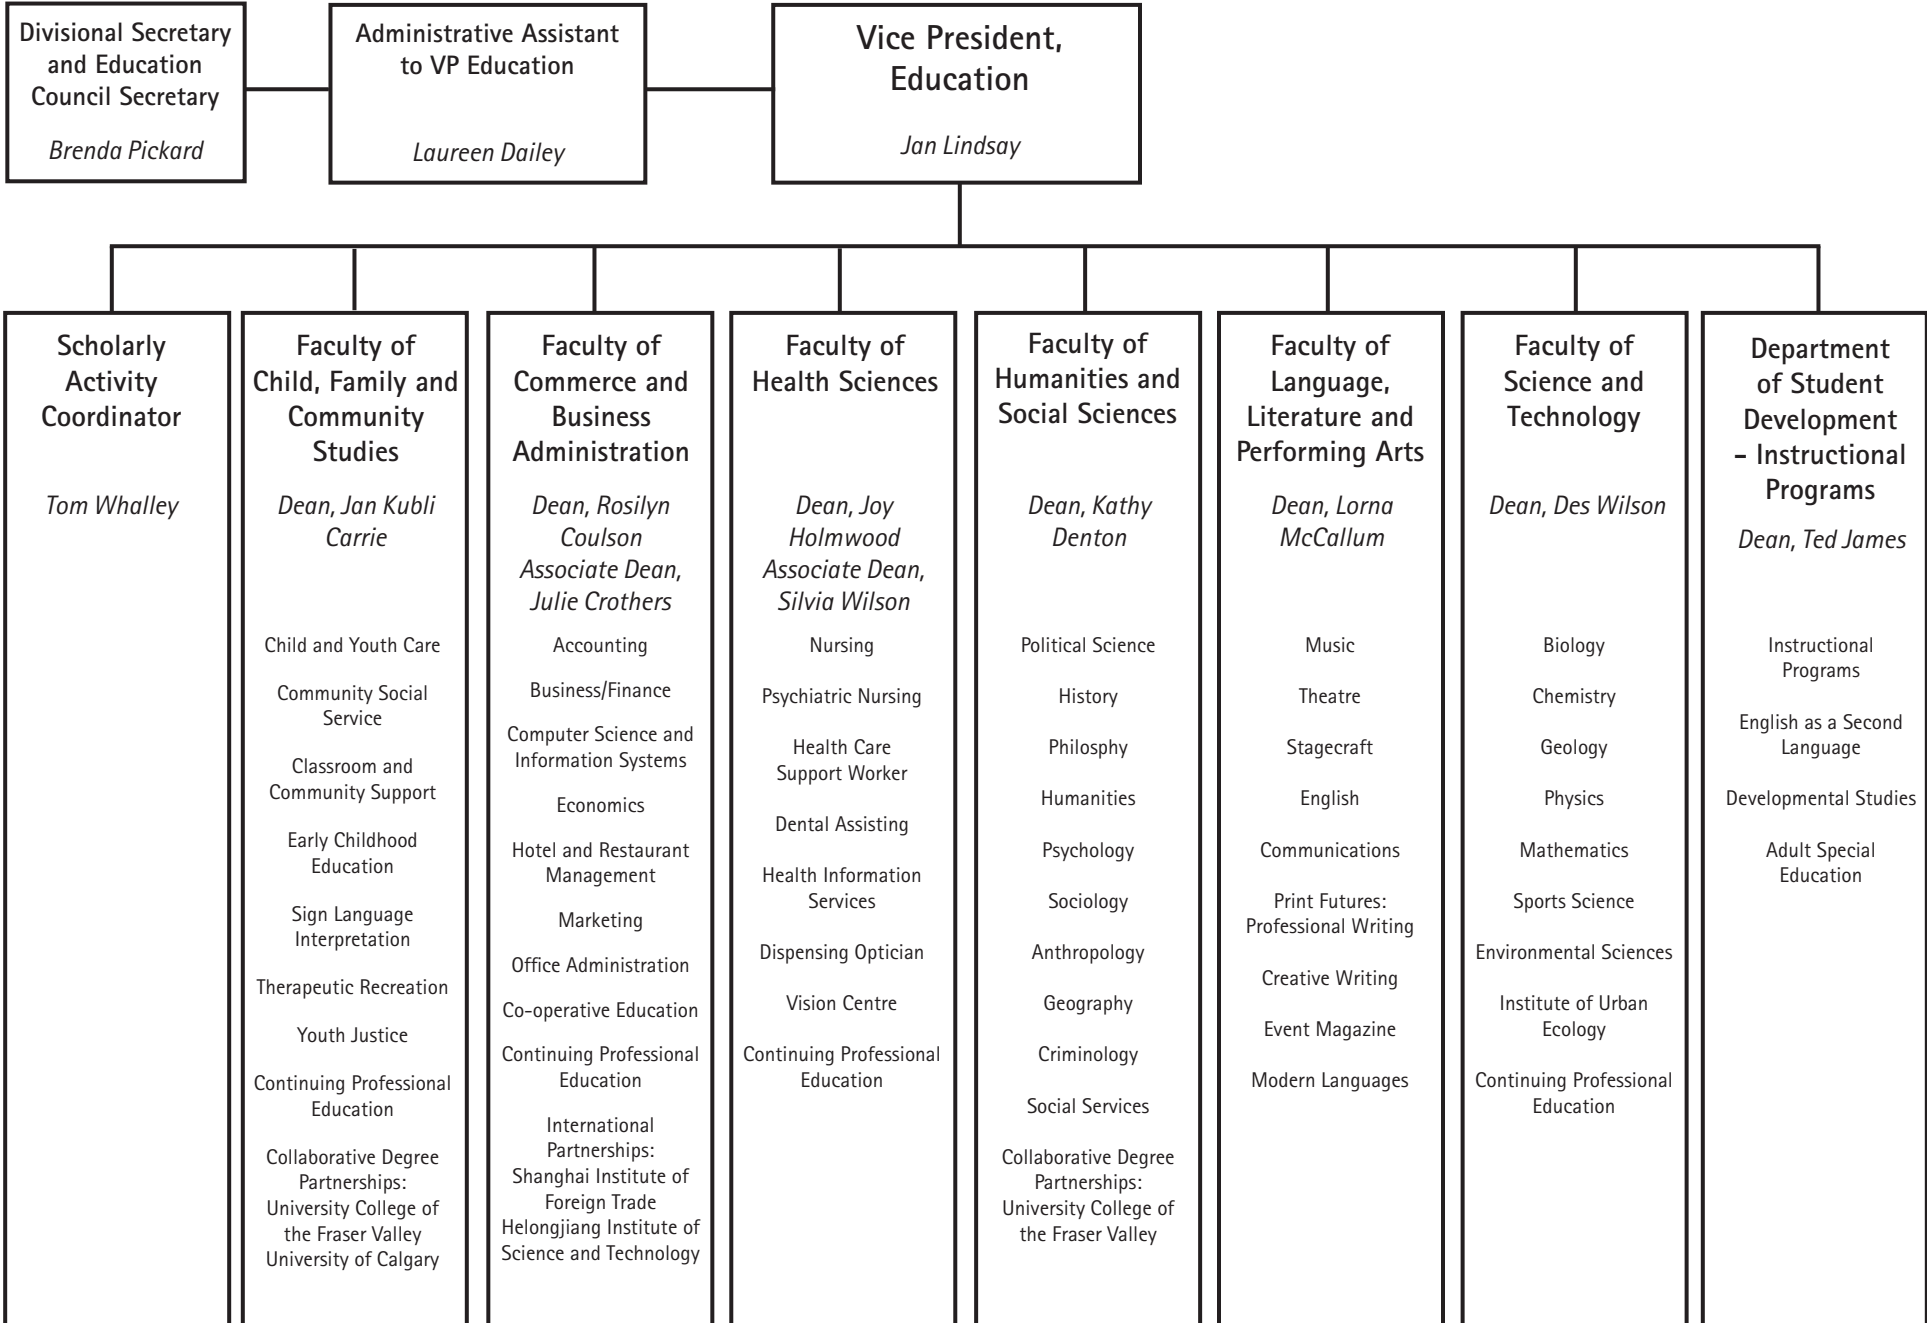 Divisional Secretary
and Education
Council Secretary
Brenda Pickard
Administrative Assistant
to VP Education
Laureen Dailey
Vice President,
Education
Jan Lindsay
Scholarly
Activity
Coordinator
Tom Whalley
Faculty of
Child, Family and
Community
Studies
Dean, Jan Kubli
Carrie
Child and Youth Care
Community Social
Service
Classroom and
Community Support
Early Childhood
Education
Sign Language
Interpretation
Therapeutic Recreation
Youth Justice
Continuing Professional
Education
Collaborative Degree
Partnerships:
University College of
the Fraser Valley
University of Calgary
Faculty of
Commerce and
Business
Administration
Dean, Rosilyn
Coulson
Associate Dean,
Julie Crothers
Accounting
Business/Finance
Computer Science and
Information Systems
Economics
Hotel and Restaurant
Management
Marketing
Office Administration
Co-operative Education
Continuing Professional
Education
International
Partnerships:
Shanghai Institute of
Foreign Trade
Helongjiang Institute of
Science and Technology
Faculty of
Health Sciences
Dean, Joy
Holmwood
Associate Dean,
Silvia Wilson
Nursing
Psychiatric Nursing
Health Care
Support Worker
Dental Assisting
Health Information
Services
Dispensing Optician
Vision Centre
Continuing Professional
Education
Faculty of
Humanities and
Social Sciences
Dean, Kathy
Denton
Political Science
History
Philosphy
Humanities
Psychology
Sociology
Anthropology
Geography
Criminology
Social Services
Collaborative Degree
Partnerships:
University College of
the Fraser Valley
Faculty of
Language,
Literature and
Performing Arts
Dean, Lorna
McCallum
Music
Theatre
Stagecraft
English
Communications
Print Futures:
Professional Writing
Creative Writing
Event Magazine
Modern Languages
Faculty of
Science and
Technology
Dean, Des Wilson
Biology
Chemistry
Geology
Physics
Mathematics
Sports Science
Environmental Sciences
Institute of Urban
Ecology
Continuing Professional
Education
Department
of Student
Development
- Instructional
Programs
Dean, Ted James
Instructional
Programs
English as a Second
Language
Developmental Studies
Adult Special
Education